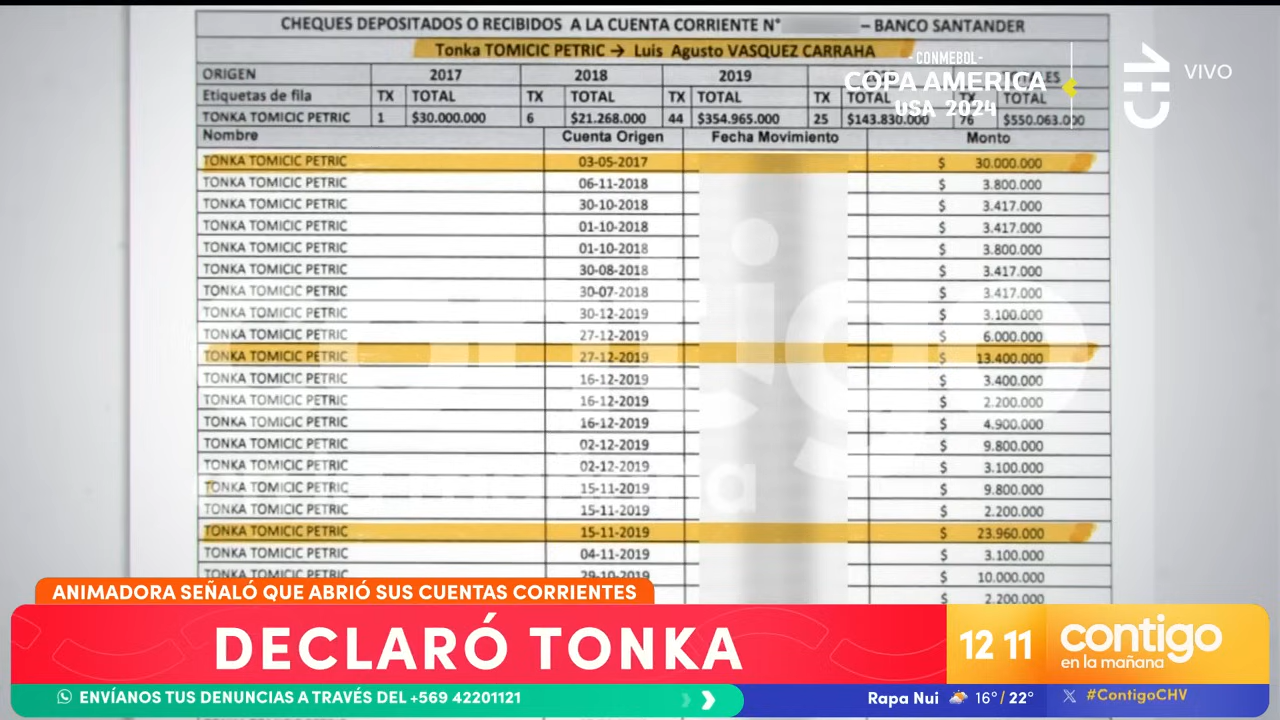 CHEQUES DEPOSITADOS O RECIBIDOS A LA CUENTA CORRIENTE N° – BANCO SANTANDER
Tonka TOMICIC PETRIC → Luis Agusto VASQUEZ CARRAHA
ORIGEN 2017 2018 2019
Etiquetas de fila TX TOTAL TX TOTAL TX TOTAL TX TOTAL TOTAL
TONKA TOMICIC PETRIC 1 $30.000.000 6 $21.268.000 44 $354.965.000 25 $143.830.000 76 $550.063.000
Nombre Cuenta Origen Fecha Movimiento Monto
TONKA TOMICIC PETRIC 03-05-2017 $ 30.000.000
TONKA TOMICIC PETRIC 06-11-2018 $ 3.800.000
TONKA TOMICIC PETRIC 30-10-2018 $ 3.417.000
TONKA TOMICIC PETRIC 01-10-2018 $ 3.417.000
TONKA TOMICIC PETRIC 01-10-2018 $ 3.800.000
TONKA TOMICIC PETRIC 30-08-2018 $ 3.417.000
TONKA TOMICIC PETRIC 30-07-2018 $ 3.417.000
TONKA TOMICIC PETRIC 30-12-2019 $ 3.100.000
TONKA TOMICIC PETRIC 27-12-2019 $ 6.000.000
TONKA TOMICIC PETRIC 27-12-2019 $ 13.400.000
TONKA TOMICIC PETRIC 16-12-2019 $ 3.400.000
TONKA TOMICIC PETRIC 16-12-2019 $ 2.200.000
TONKA TOMICIC PETRIC 16-12-2019 $ 4.900.000
TONKA TOMICIC PETRIC 02-12-2019 $ 9.800.000
TONKA TOMICIC PETRIC 02-12-2019 $ 3.100.000
TONKA TOMICIC PETRIC 15-11-2019 $ 9.800.000
TONKA TOMICIC PETRIC 15-11-2019 $ 2.200.000
TONKA TOMICIC PETRIC 15-11-2019 $ 23.960.000
TONKA TOMICIC PETRIC 04-11-2019 $ 3.100.000
TONKA TOMICIC PETRIC 29-10-2019 $ 10.000.000
$ 2.200.000
-CONMEBOL-
COPA AMERICA
USA 2024
CHV
VIVO
ANIMADORA SEÑALÓ QUE ABRIÓ SUS CUENTAS CORRIENTES
DECLARÓ TONKA
12 11
contigo
en la mañana
ENVÍANOS TUS DENUNCIAS A TRAVÉS DEL +569 42201121
Rapa Nui 16°/22°
#ContigoCHV